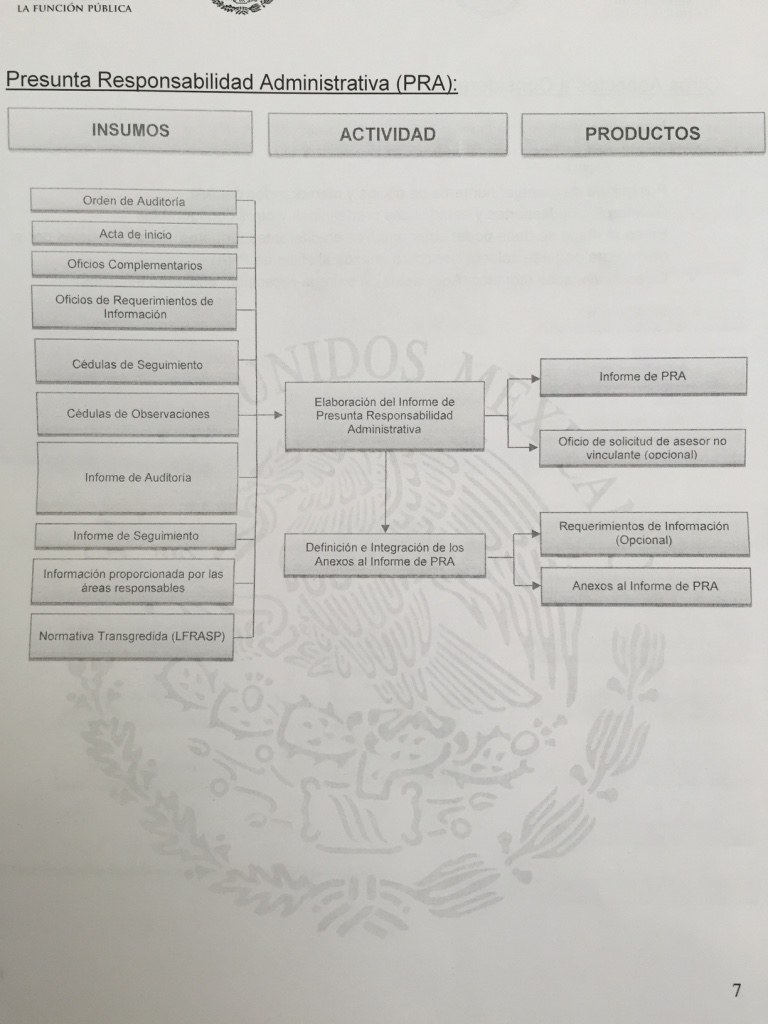 LA FUNCIÓN PÚBLICA
Presunta Responsabilidad Administrativa (PRA):
INSUMOS
ACTIVIDAD
PRODUCTOS
Orden de Auditoría
Acta de inicio
Oficios Complementarios
Oficios de Requerimientos de
Información
Cédulas de Seguimiento
Cédulas de Observaciones
Informe de Auditoría
Informe de Seguimiento
Información proporcionada por las
áreas responsables
Normativa Transgredida (LFRASP)
Elaboración del Informe de
Presunta Responsabilidad
Administrativa
Definición e Integración de los
Anexos al Informe de PRA
Informe de PRA
Oficio de solicitud de asesor no
vinculante (opcional)
Requerimientos de Información
(Opcional)
Anexos al Informe de PRA
UNIDOS MEXICANOS
7